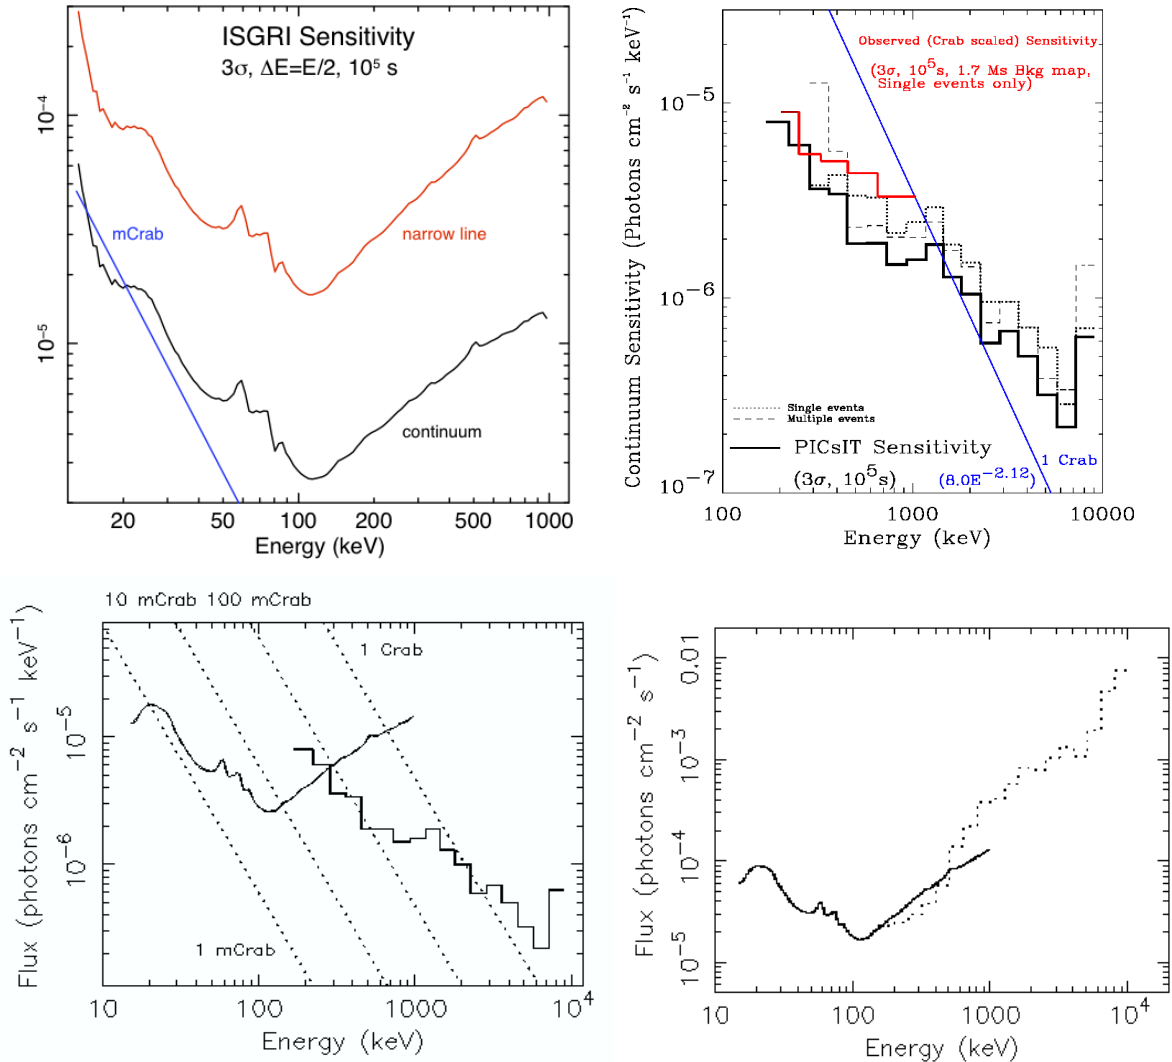 ISGRI Sensitivity
3σ, ΔE=E/2, 10⁵ s
10⁻⁴
mCrab
narrow line
10⁻⁵
continuum
20 50 100 200 500 1000
Energy (keV)
Continuum Sensitivity (Photons cm⁻² s⁻¹ keV⁻¹)
Observed (Crab scaled) Sensitivity
(3σ, 10⁵s, 1.7 Ms Bkg map,
Single events only)
10⁻⁵
10⁻⁶
Single events
Multiple events
PICsIT Sensitivity
1 Crab
(3σ, 10⁵s)
(8.0E⁻²·¹²)
10⁻⁷
100 1000 10000
Energy (keV)
10 mCrab 100 mCrab
Flux (photons cm⁻² s⁻¹ keV⁻¹)
1 Crab
10⁻⁵
10⁻⁶
1 mCrab
10 100 1000 10⁴
Energy (keV)
Flux (photons cm⁻² s⁻¹)
0.01
10⁻³
10⁻⁴
10⁻⁵
10 100 1000 10⁴
Energy (keV)